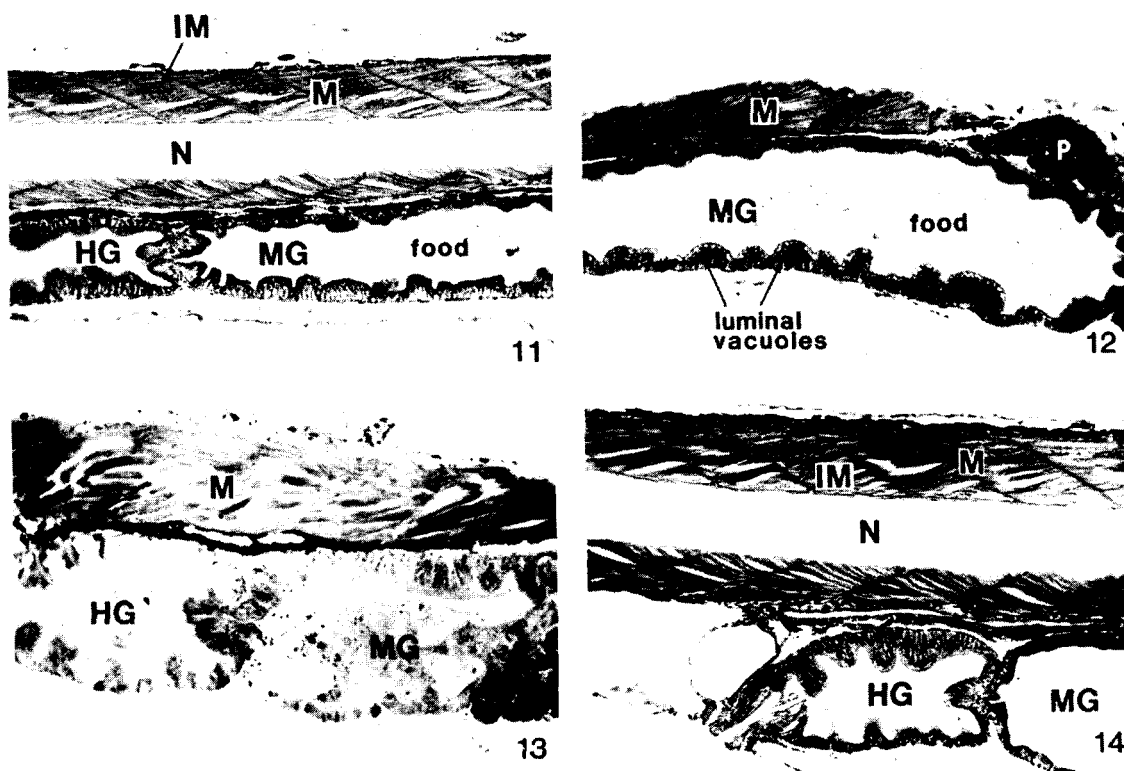 IM
M
N
HG
MG
food
11
M
P
MG
food
luminal
vacuoles
12
M
HG
MG
13
M
IM
N
HG
MG
14